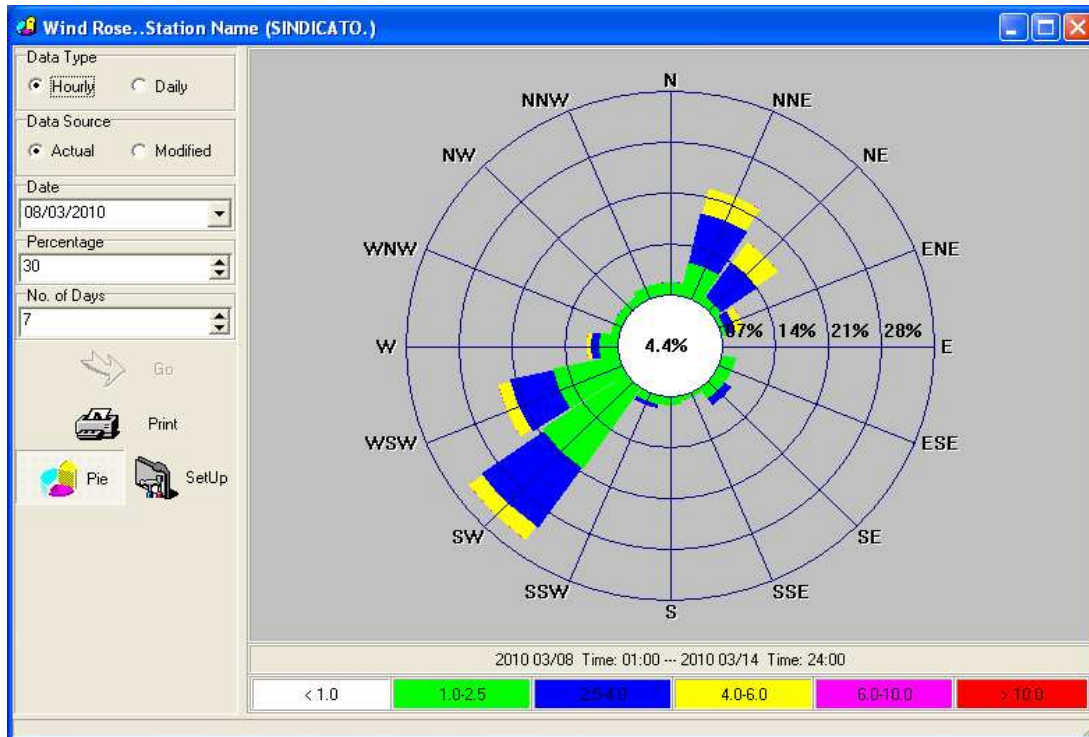 Wind Rose..Station Name (SINDICATO.)
Data Type
Hourly Daily
Data Source
Actual Modified
Date
08/03/2010
Percentage
30
No. of Days
7
Go
Print
Pie SetUp
N
NNW NNE
NW NE
WNW ENE
W 4.4% 14% 21% 28% E
WSW ESE
SW SE
SSW SSE
S
2010 03/08 Time: 01:00 --- 2010 03/14 Time: 24:00
< 1.0 1.0-2.5 2.5-4.0 4.0-6.0 6.0-10.0 > 10.0